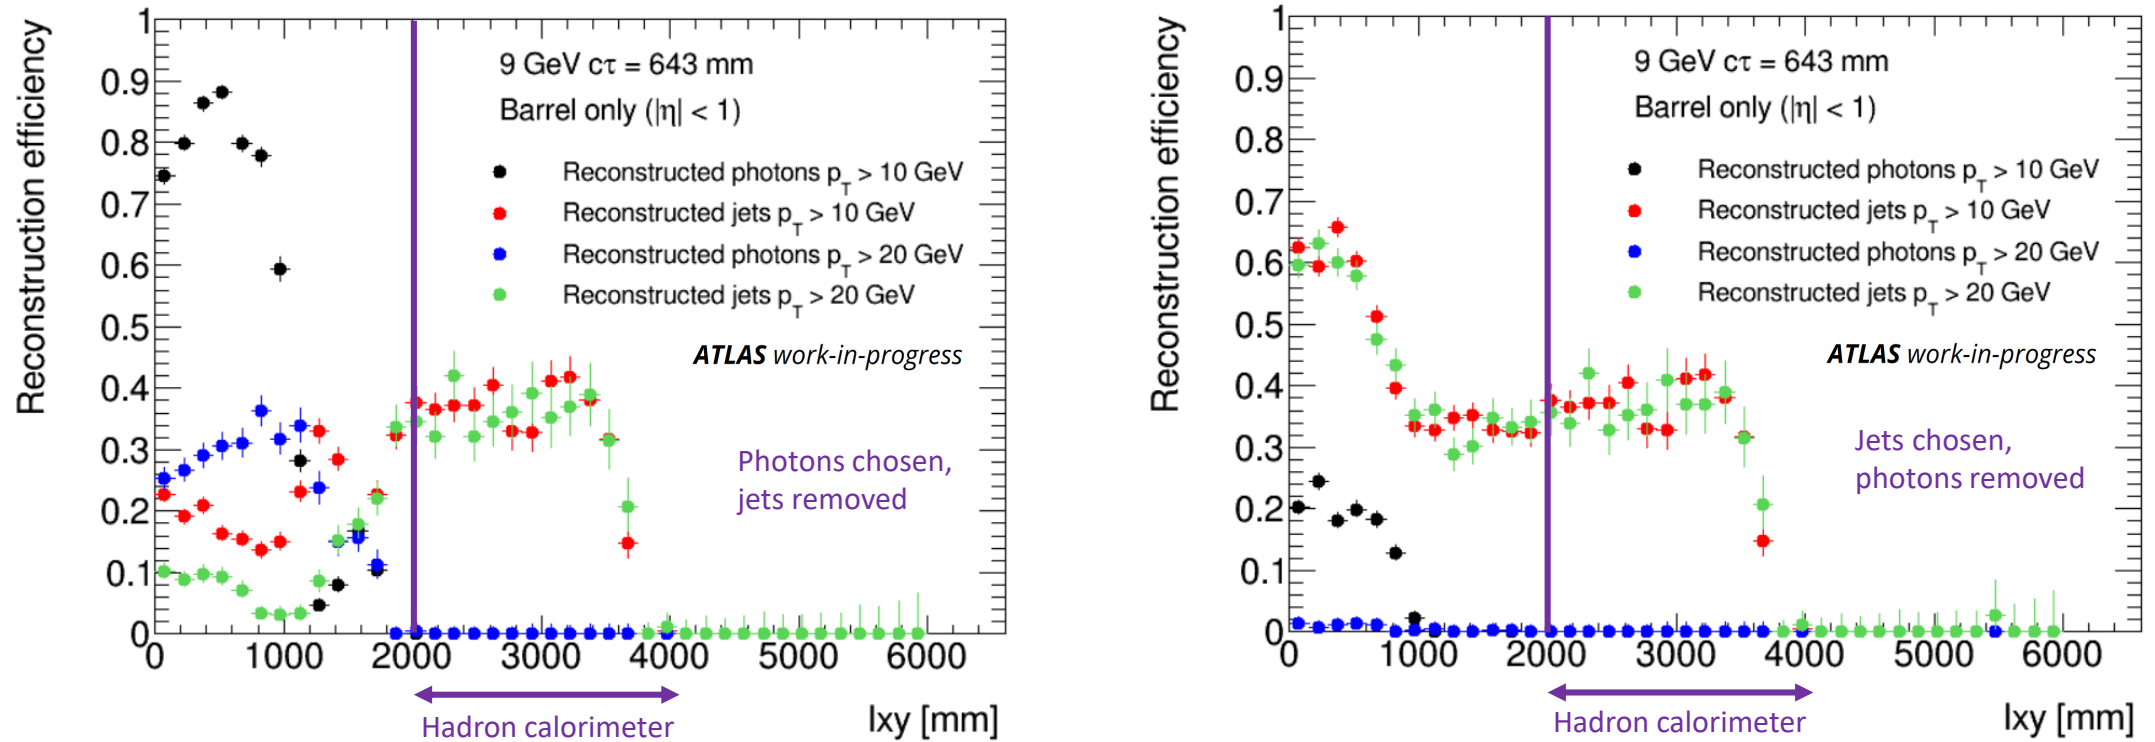 Reconstruction efficiency
1
0.9
0.8
0.7
0.6
0.5
0.4
0.3
0.2
0.1
0
9 GeV cτ = 643 mm
Barrel only (|η| < 1)
Reconstructed photons p_T > 10 GeV
Reconstructed jets p_T > 10 GeV
Reconstructed photons p_T > 20 GeV
Reconstructed jets p_T > 20 GeV
ATLAS work-in-progress
Photons chosen,
jets removed
0 1000 2000 3000 4000 5000 6000
Hadron calorimeter
lxy [mm]
Reconstruction efficiency
1
0.9
0.8
0.7
0.6
0.5
0.4
0.3
0.2
0.1
0
9 GeV cτ = 643 mm
Barrel only (|η| < 1)
Reconstructed photons p_T > 10 GeV
Reconstructed jets p_T > 10 GeV
Reconstructed photons p_T > 20 GeV
Reconstructed jets p_T > 20 GeV
ATLAS work-in-progress
Jets chosen,
photons removed
0 1000 2000 3000 4000 5000 6000
Hadron calorimeter
lxy [mm]